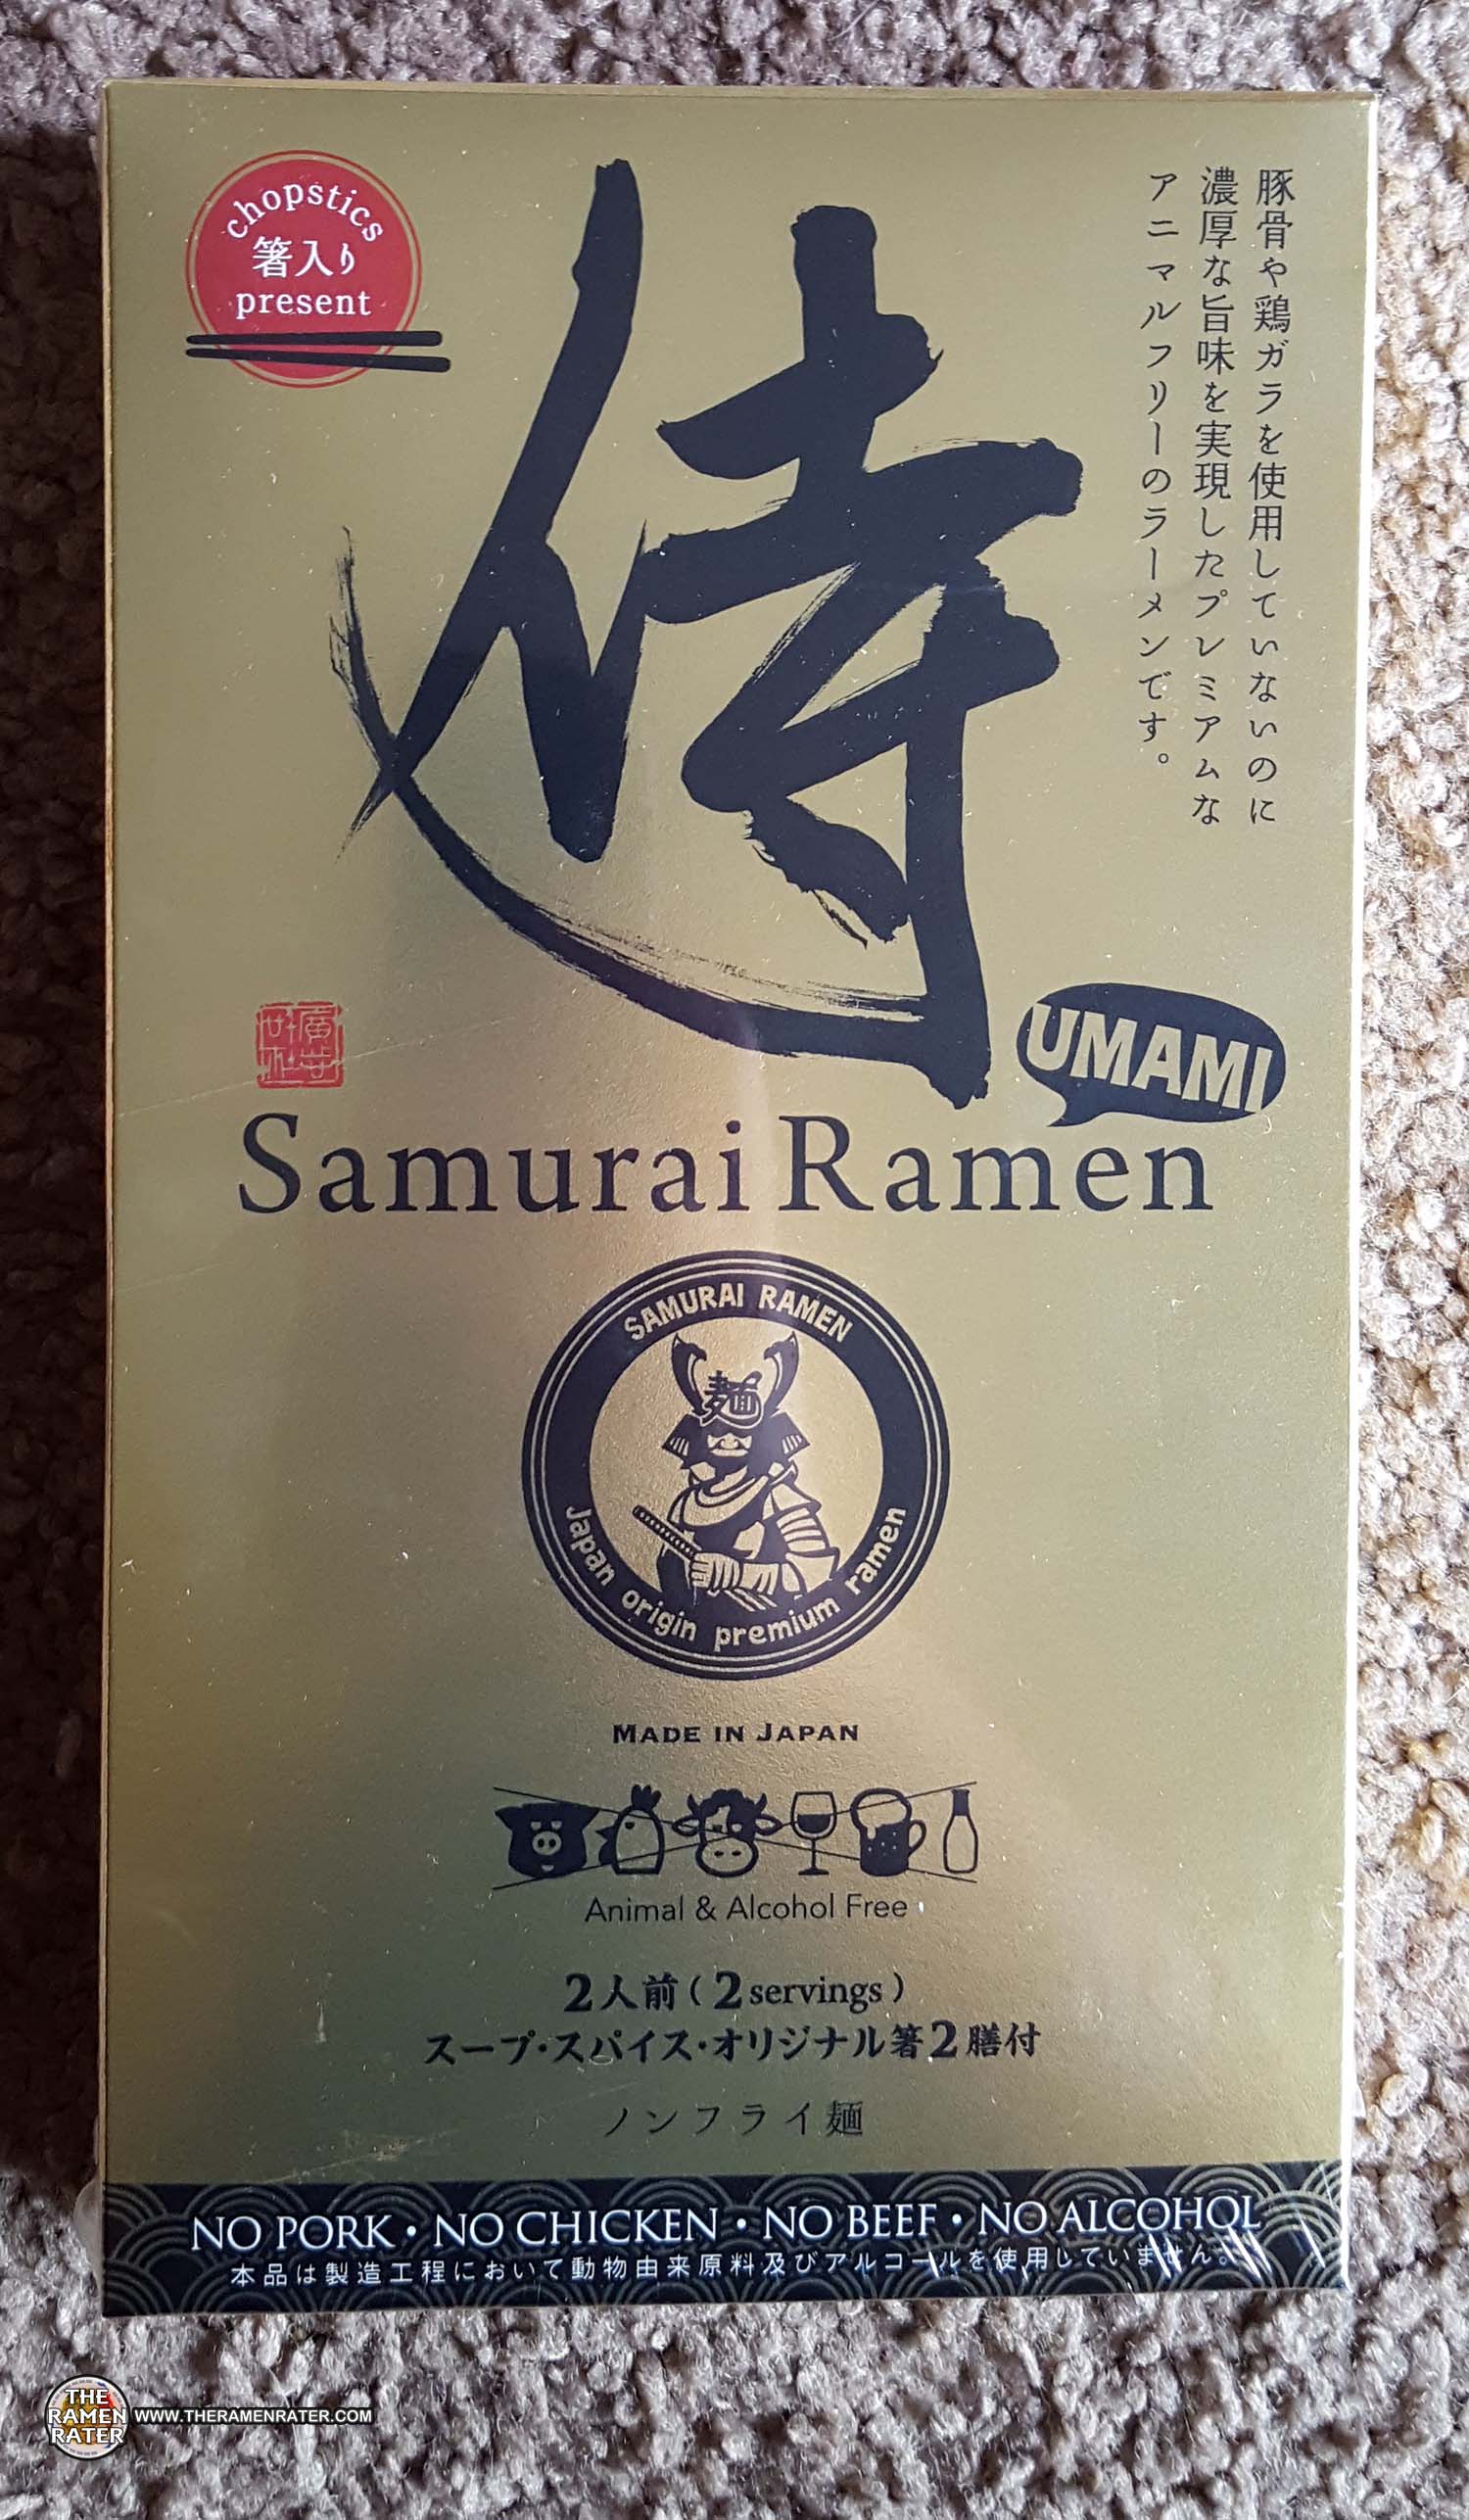 chopstics
箸入り
present
侍
豚骨や鶏ガラを使用していないのに
濃厚な旨味を実現したプレミアムな
アニマルフリーのラーメンです。
UMAMI
Samurai Ramen
SAMURAI RAMEN
麺
Japan origin premium ramen
MADE IN JAPAN
Animal & Alcohol Free
2人前(2servings)
スープ・スパイス・オリジナル箸2膳付
ノンフライ麺
NO PORK・NO CHICKEN・NO BEEF・NO ALCOHOL
本品は製造工程において動物由来原料及びアルコールを使用していません。
THE
RAMEN
RATER
WWW.THERAMENRATER.COM